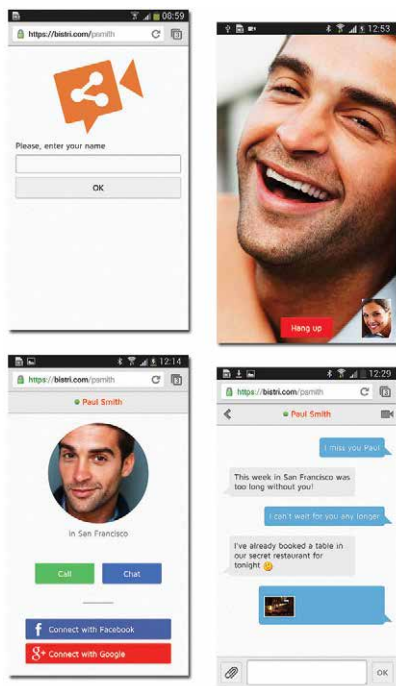 08:59
https://bistri.com/psmith
Please, enter your name
OK
12:53
Hang up
12:14
https://bistri.com/psmith
Paul Smith
in San Francisco
Call
Chat
f Connect with Facebook
g+ Connect with Google
12:29
https://bistri.com/psmith
Paul Smith
I miss you Paul
This week in San Francisco was
too long without you!
I can't wait for you any longer
I've already booked a table in
our secret restaurant for
tonight
OK